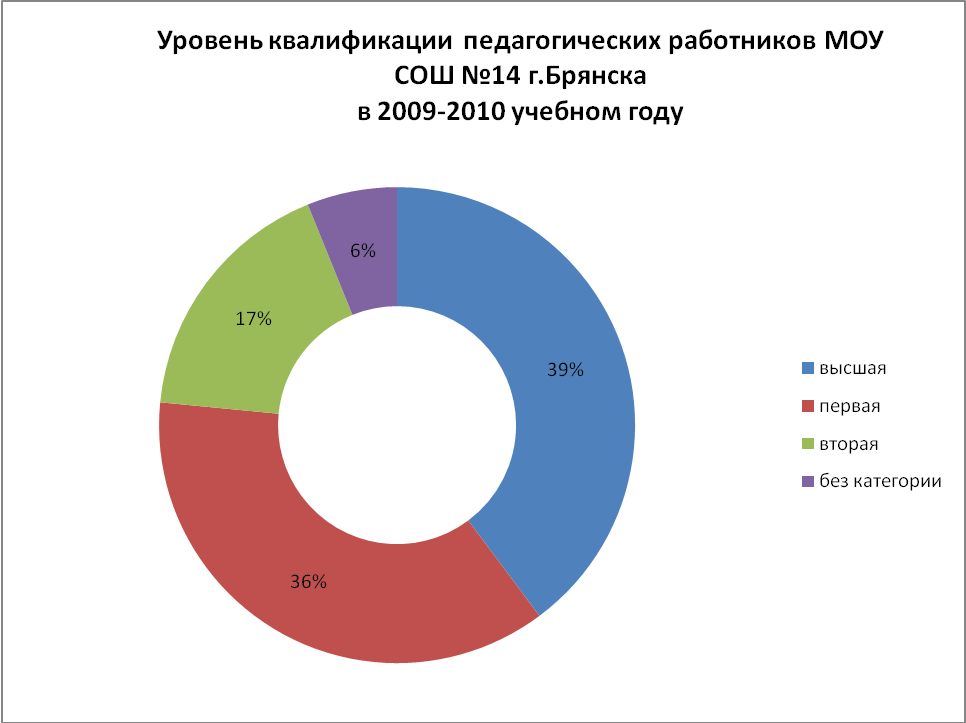 Уровень квалификации педагогических работников МОУ
СОШ №14 г.Брянска
в 2009-2010 учебном году
6%
17%
39%
36%
высшая
первая
вторая
без категории